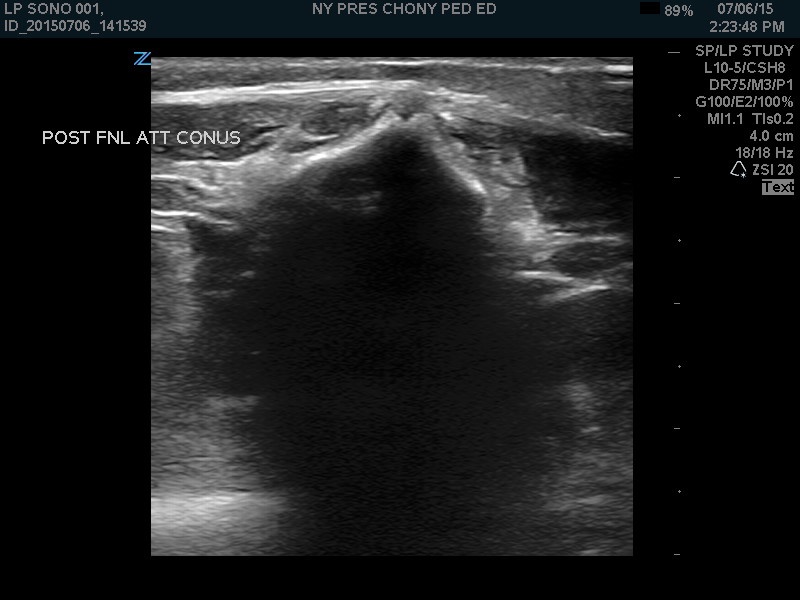 LP SONO 001,
ID_20150706_141539
NY PRES CHONY PED ED
89%
07/06/15
2:23:48 PM
Z
POST FNL ATT CONUS
SP/LP STUDY
L10-5/CSH8
DR75/M3/P1
G100/E2/100%
MI1.1 TIs0.2
4.0 cm
18/18 Hz
ZSI 20
Text